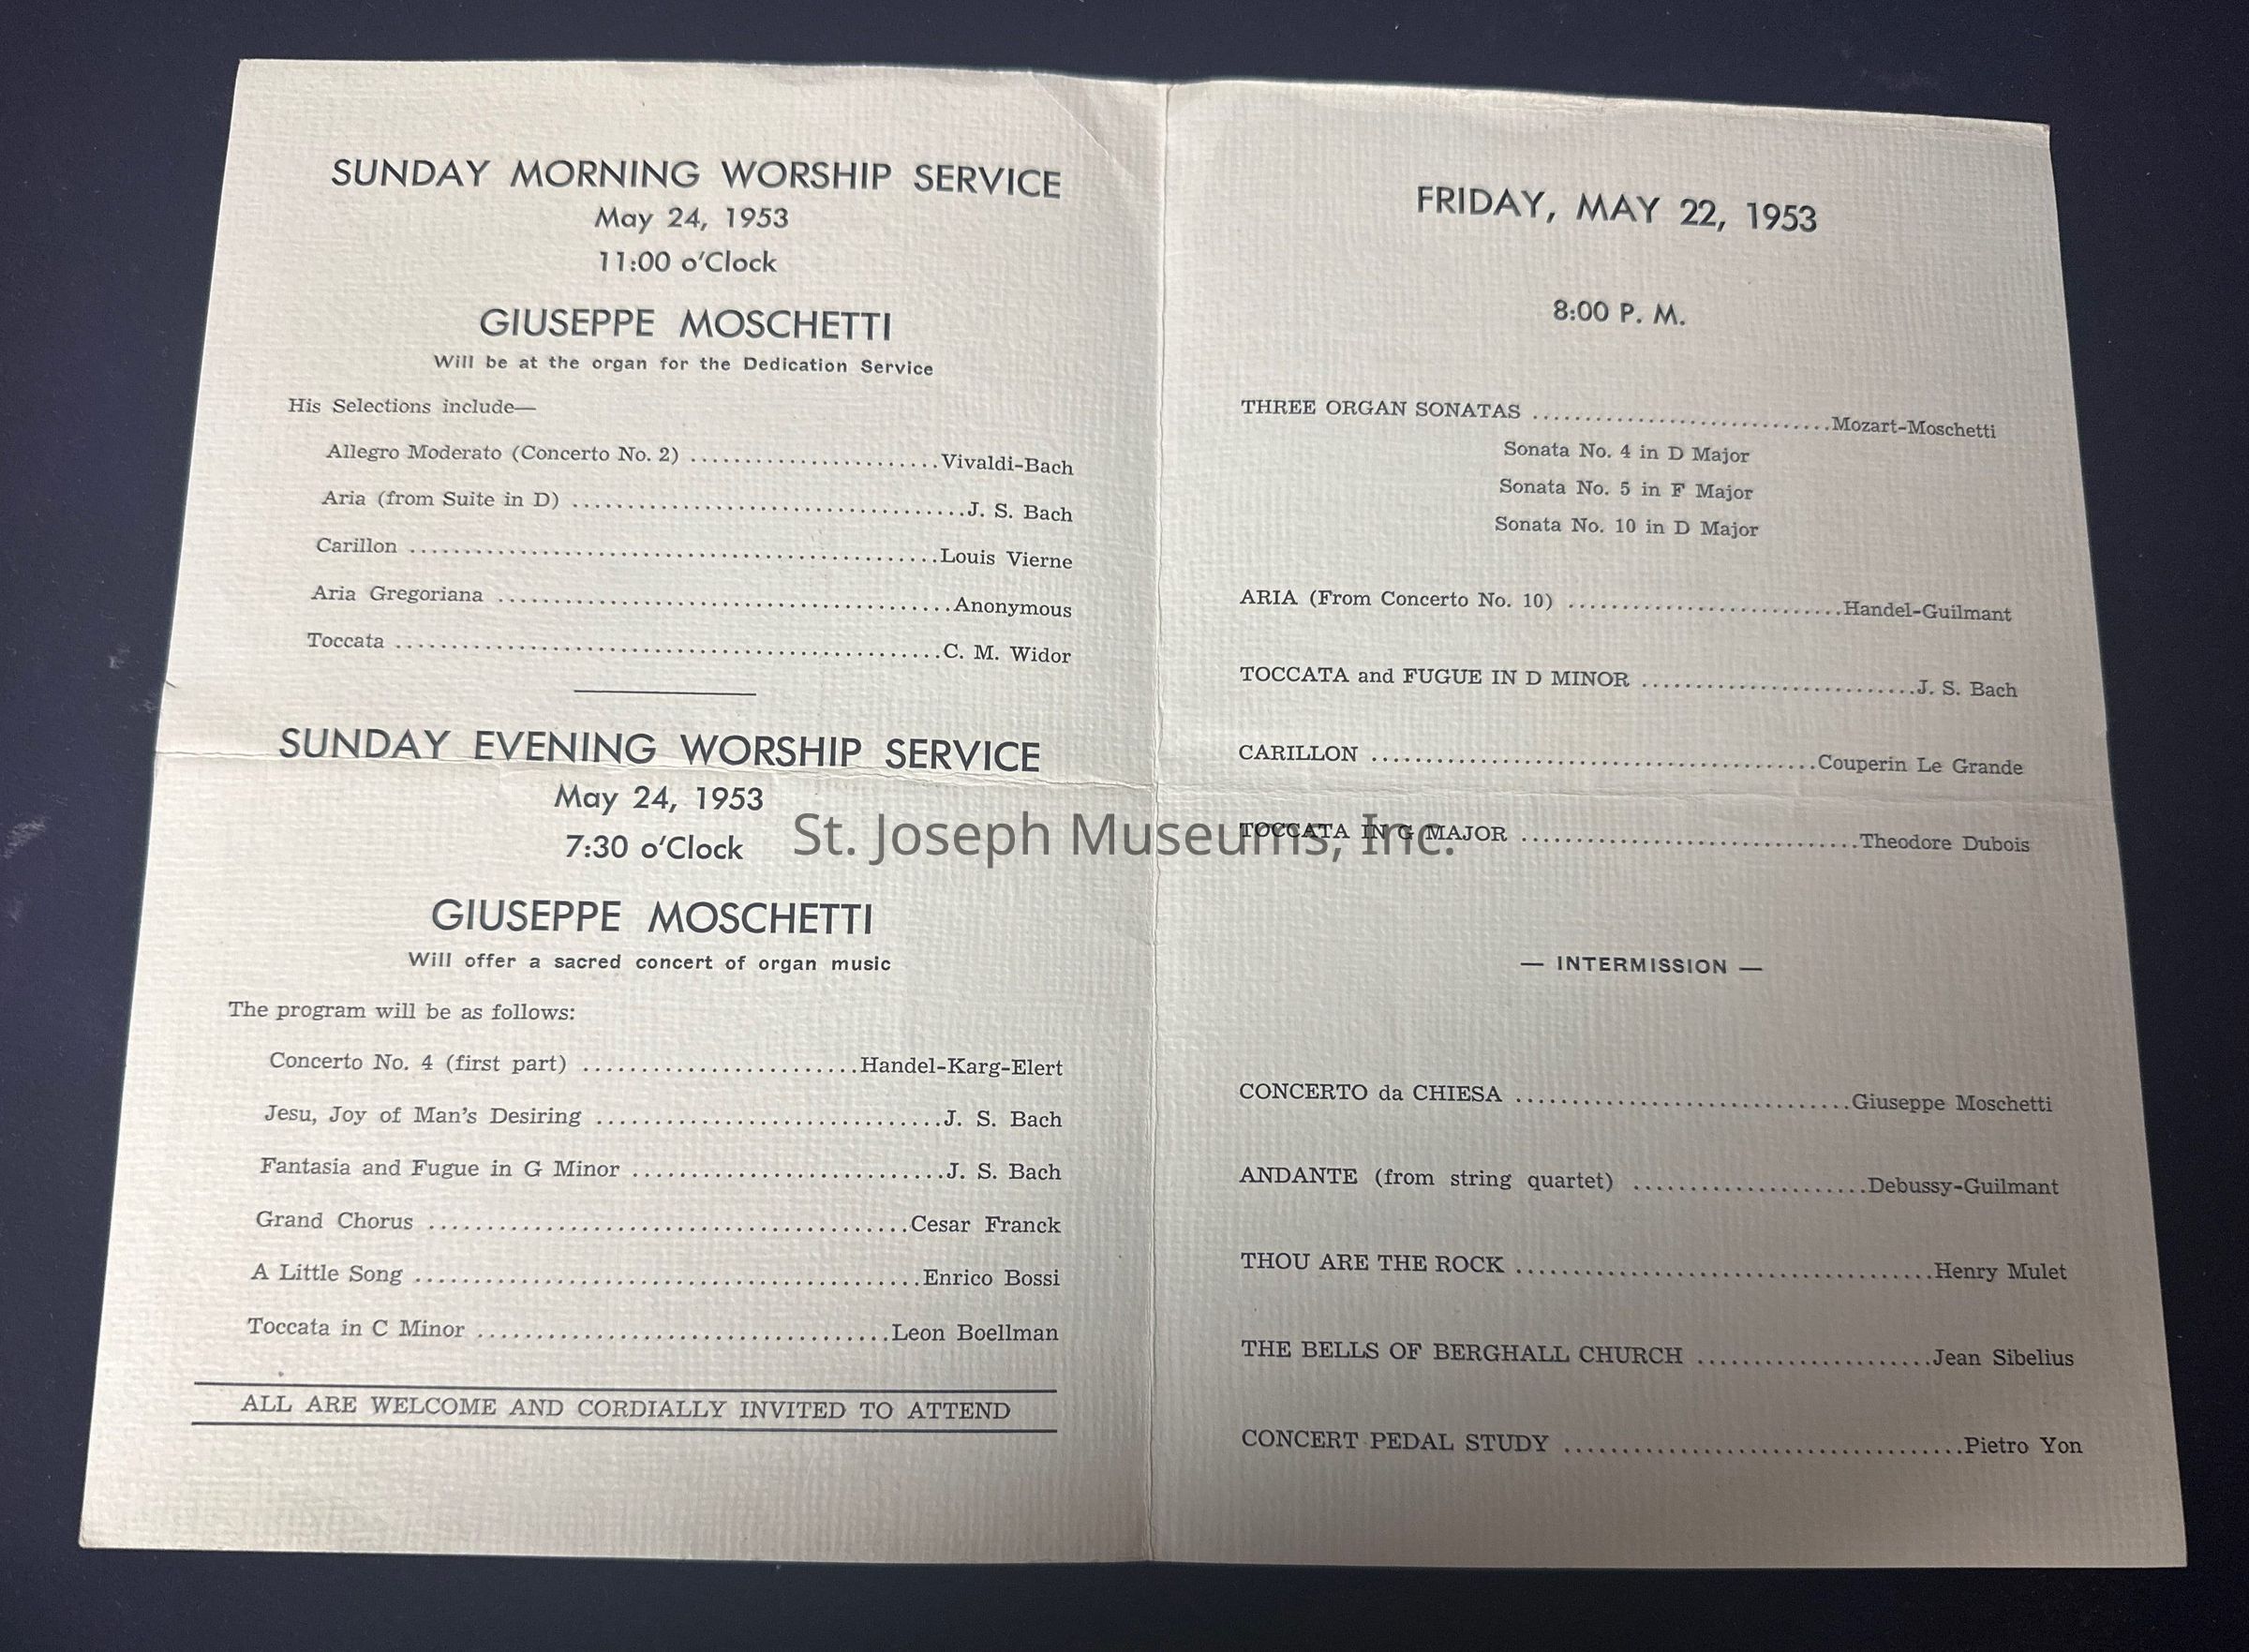 SUNDAY MORNING WORSHIP SERVICE
May 24, 1953
11:00 o'Clock
GIUSEPPE MOSCHETTI
Will be at the organ for the Dedication Service
His Selections include—
Allegro Moderato (Concerto No. 2) ......................Vivaldi-Bach
Aria (from Suite in D) ...................................J. S. Bach
Carillon ...............................................Louis Vierne
Aria Gregoriana ........................................Anonymous
Toccata ................................................C. M. Widor
SUNDAY EVENING WORSHIP SERVICE
May 24, 1953
7:30 o'Clock
GIUSEPPE MOSCHETTI
Will offer a sacred concert of organ music
The program will be as follows:
Concerto No. 4 (first part) ........................Handel-Karg-Elert
Jesu, Joy of Man's Desiring ..............................J. S. Bach
Fantasia and Fugue in G Minor ...........................J. S. Bach
Grand Chorus .........................................Cesar Franck
A Little Song ...........................................Enrico Bossi
Toccata in C Minor ...................................Leon Boellman
ALL ARE WELCOME AND CORDIALLY INVITED TO ATTEND
FRIDAY, MAY 22, 1953
8:00 P. M.
THREE ORGAN SONATAS .............................Mozart-Moschetti
Sonata No. 4 in D Major
Sonata No. 5 in F Major
Sonata No. 10 in D Major
ARIA (From Concerto No. 10) .........................Handel-Guilmant
TOCCATA and FUGUE IN D MINOR .........................J. S. Bach
CARILLON .........................................Couperin Le Grande
TOCCATA IN G MAJOR ...............................Theodore Dubois
— INTERMISSION —
CONCERTO da CHIESA ..............................Giuseppe Moschetti
ANDANTE (from string quartet) .....................Debussy-Guilmant
THOU ARE THE ROCK .....................................Henry Mulet
THE BELLS OF BERGHALL CHURCH .....................Jean Sibelius
CONCERT PEDAL STUDY ...................................Pietro Yon
St. Joseph Museums, Inc.